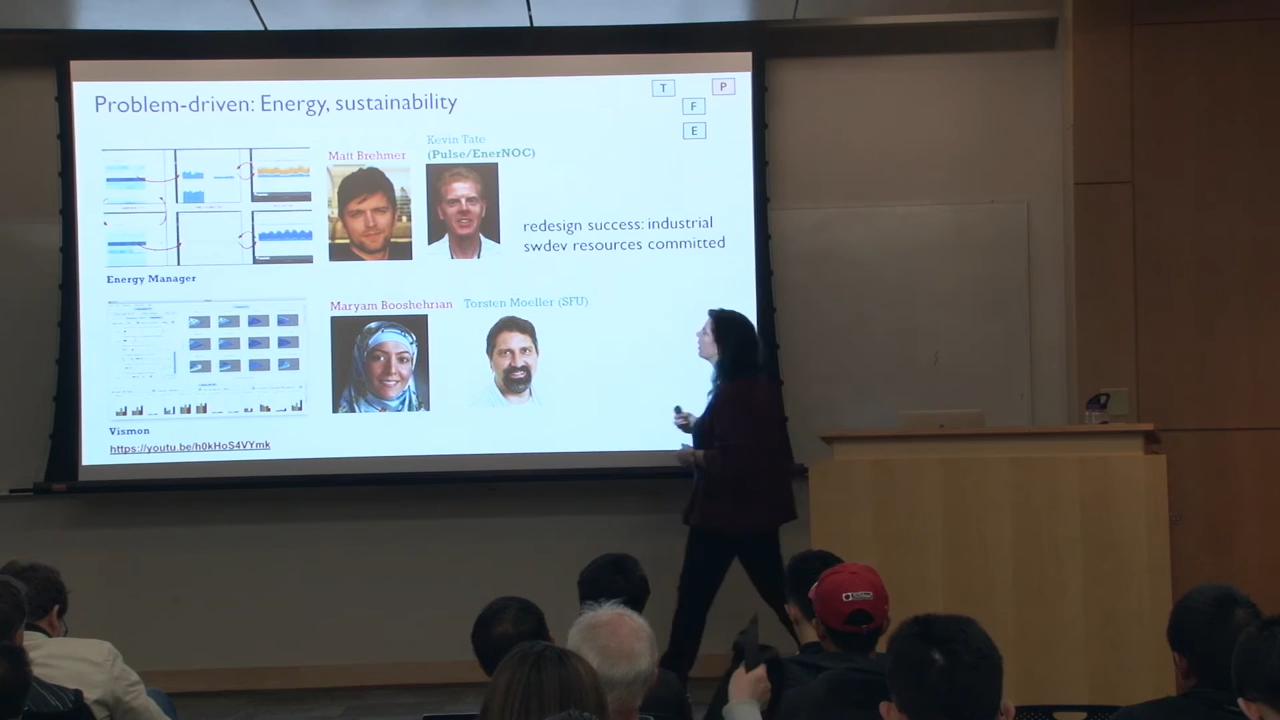 Problem-driven: Energy, sustainability
T
P
F
E
Matt Brehmer
Kevin Tate
(Pulse/EnerNOC)
redesign success: industrial
swdev resources committed
Energy Manager
Maryam Booshehrian
Torsten Moeller (SFU)
Vismon
https://youtu.be/h0kHoS4VYmk